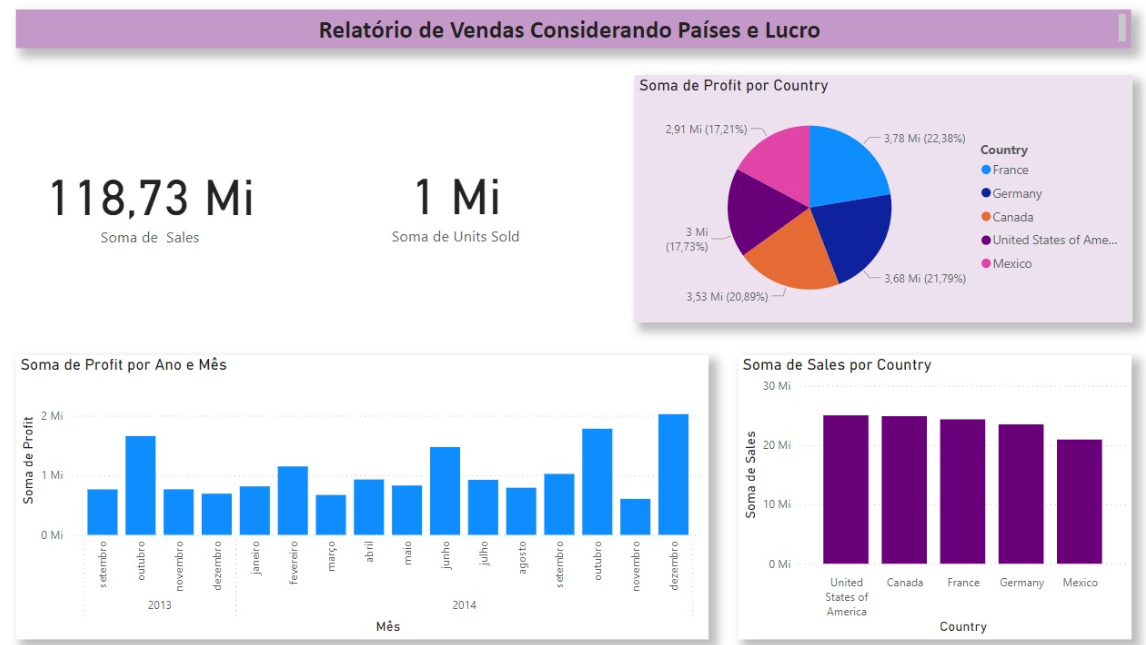 Relatório de Vendas Considerando Países e Lucro
118,73 Mi
Soma de  Sales
1 Mi
Soma de Units Sold
Soma de Profit por Country
2,91 Mi (17,21%)
3,78 Mi (22,38%)
3 Mi
(17,73%)
3,53 Mi (20,89%)
3,68 Mi (21,79%)
Country
France
Germany
Canada
United States of Ame...
Mexico
Soma de Profit por Ano e Mês
Soma de Profit
2 Mi
1 Mi
0 Mi
setembro
outubro
novembro
dezembro
janeiro
fevereiro
março
abril
maio
junho
julho
agosto
setembro
outubro
novembro
dezembro
2013
2014
Mês
Soma de Sales por Country
Soma de Sales
30 Mi
20 Mi
10 Mi
0 Mi
United
States of
America
Canada
France
Germany
Mexico
Country